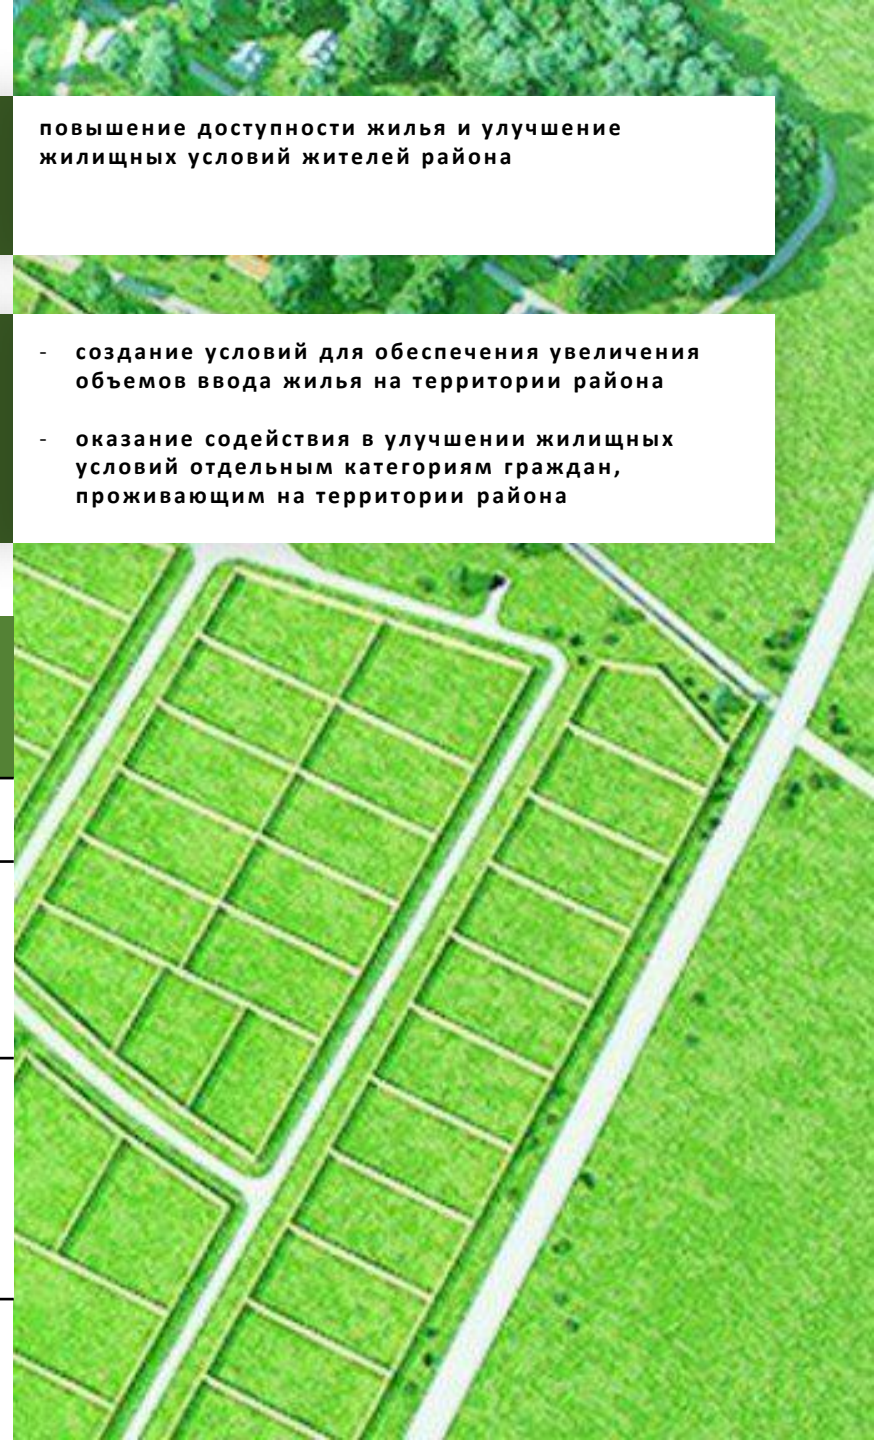 повышение доступности жилья и улучшение
жилищных условий жителей района
- создание условий для обеспечения увеличения
объемов ввода жилья на территории района
- оказание содействия в улучшении жилищных
условий отдельным категориям граждан,
проживающим на территории района